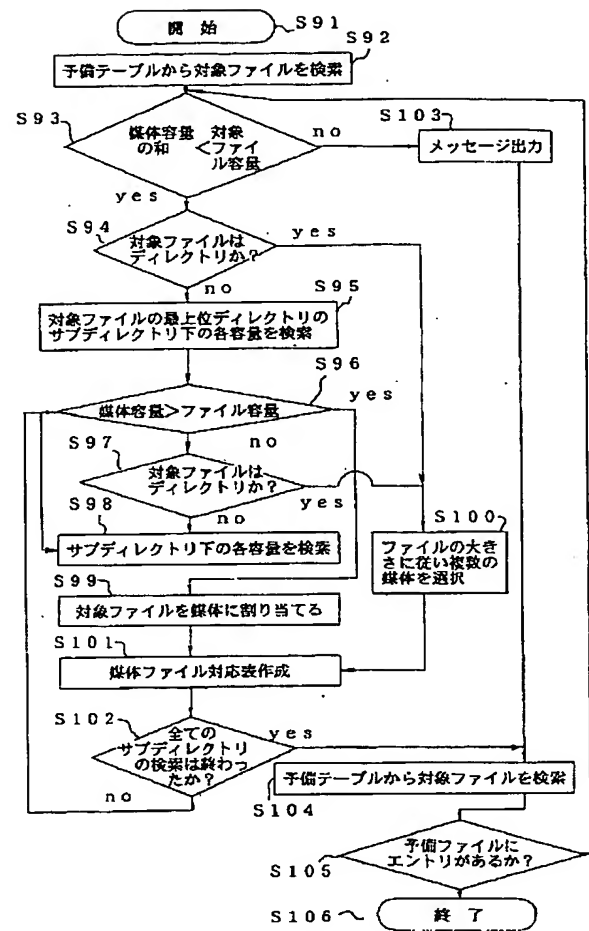 開 始
S91
S92
予備テーブルから対象ファイルを検索
S93
媒体容量 対象
の和 <ファイ
ル容量
no
S103
メッセージ出力
yes
S94
対象ファイルは
ディレクトリか?
yes
no
S95
対象ファイルの最上位ディレクトリの
サブディレクトリ下の各容量を検索
S96
媒体容量>ファイル容量
yes
no
S97
対象ファイルは
ディレクトリか?
yes
no
S98
サブディレクトリ下の各容量を検索
S100
ファイルの大き
さに従い複数の
媒体を選択
S99
対象ファイルを媒体に割り当てる
S101
媒体ファイル対応表作成
S102
全ての
サブディレクトリ
の検索は終わっ
たか?
yes
no
予備テーブルから対象ファイルを検索
S104
予備ファイルに
エントリがあるか?
S105
S106
終 了